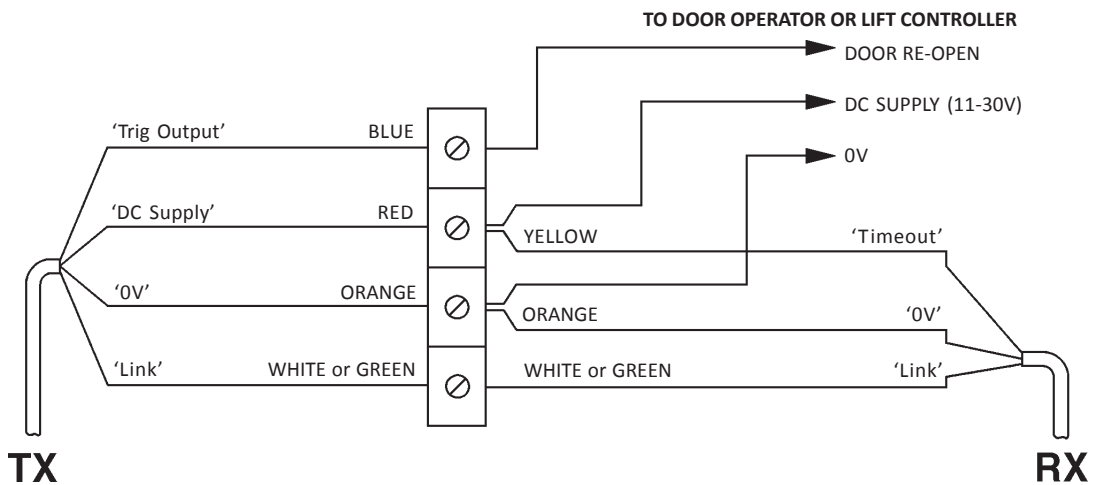 TO DOOR OPERATOR OR LIFT CONTROLLER
DOOR RE-OPEN
DC SUPPLY (11-30V)
0V
‘Trig Output’ BLUE
‘DC Supply’ RED
YELLOW ‘Timeout’
‘0V’ ORANGE
ORANGE ‘0V’
‘Link’ WHITE or GREEN
WHITE or GREEN ‘Link’
TX
RX